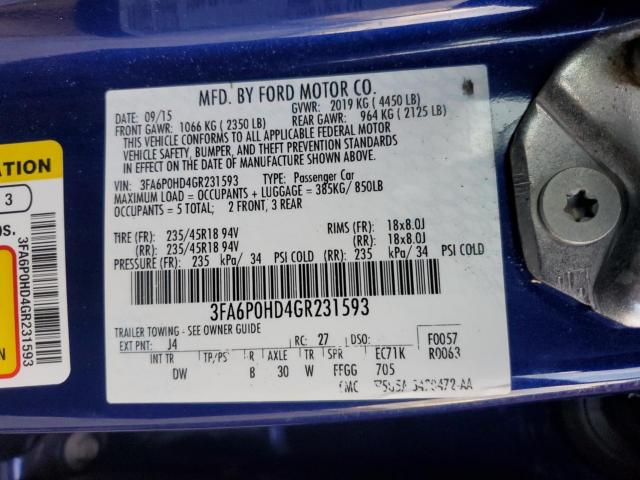 MFD. BY FORD MOTOR CO.
DATE: 09/15 GVWR: 2019 KG ( 4450 LB)
FRONT GAWR: 1066 KG ( 2350 LB) REAR GAWR: 964 KG ( 2125 LB)
THIS VEHICLE CONFORMS TO ALL APPLICABLE FEDERAL MOTOR
VEHICLE SAFETY, BUMPER, AND THEFT PREVENTION STANDARDS
IN EFFECT ON THE DATE OF MANUFACTURE SHOWN ABOVE.
VIN: 3FA6P0HD4GR231593 TYPE: Passenger Car
MAXIMUM LOAD = OCCUPANTS + LUGGAGE = 385KG/ 850LB
OCCUPANTS = 5 TOTAL; 2 FRONT, 3 REAR
TIRE (FR): 235/45R18 94V RIMS (FR): 18x8.0J
(RR): 235/45R18 94V (RR): 18x8.0J
PRESSURE (FR): 235 kPa/ 34 PSI COLD (RR): 235 kPa/ 34 PSI COLD
3FA6P0HD4GR231593
TRAILER TOWING - SEE OWNER GUIDE
EXT PNT: J4 RC: 27 DSO: F0057
INT TR TP/PS R AXLE TR SPR EC71K R0063
DW B 30 W FFGG 705
3
3FA6P0HD4GR231593